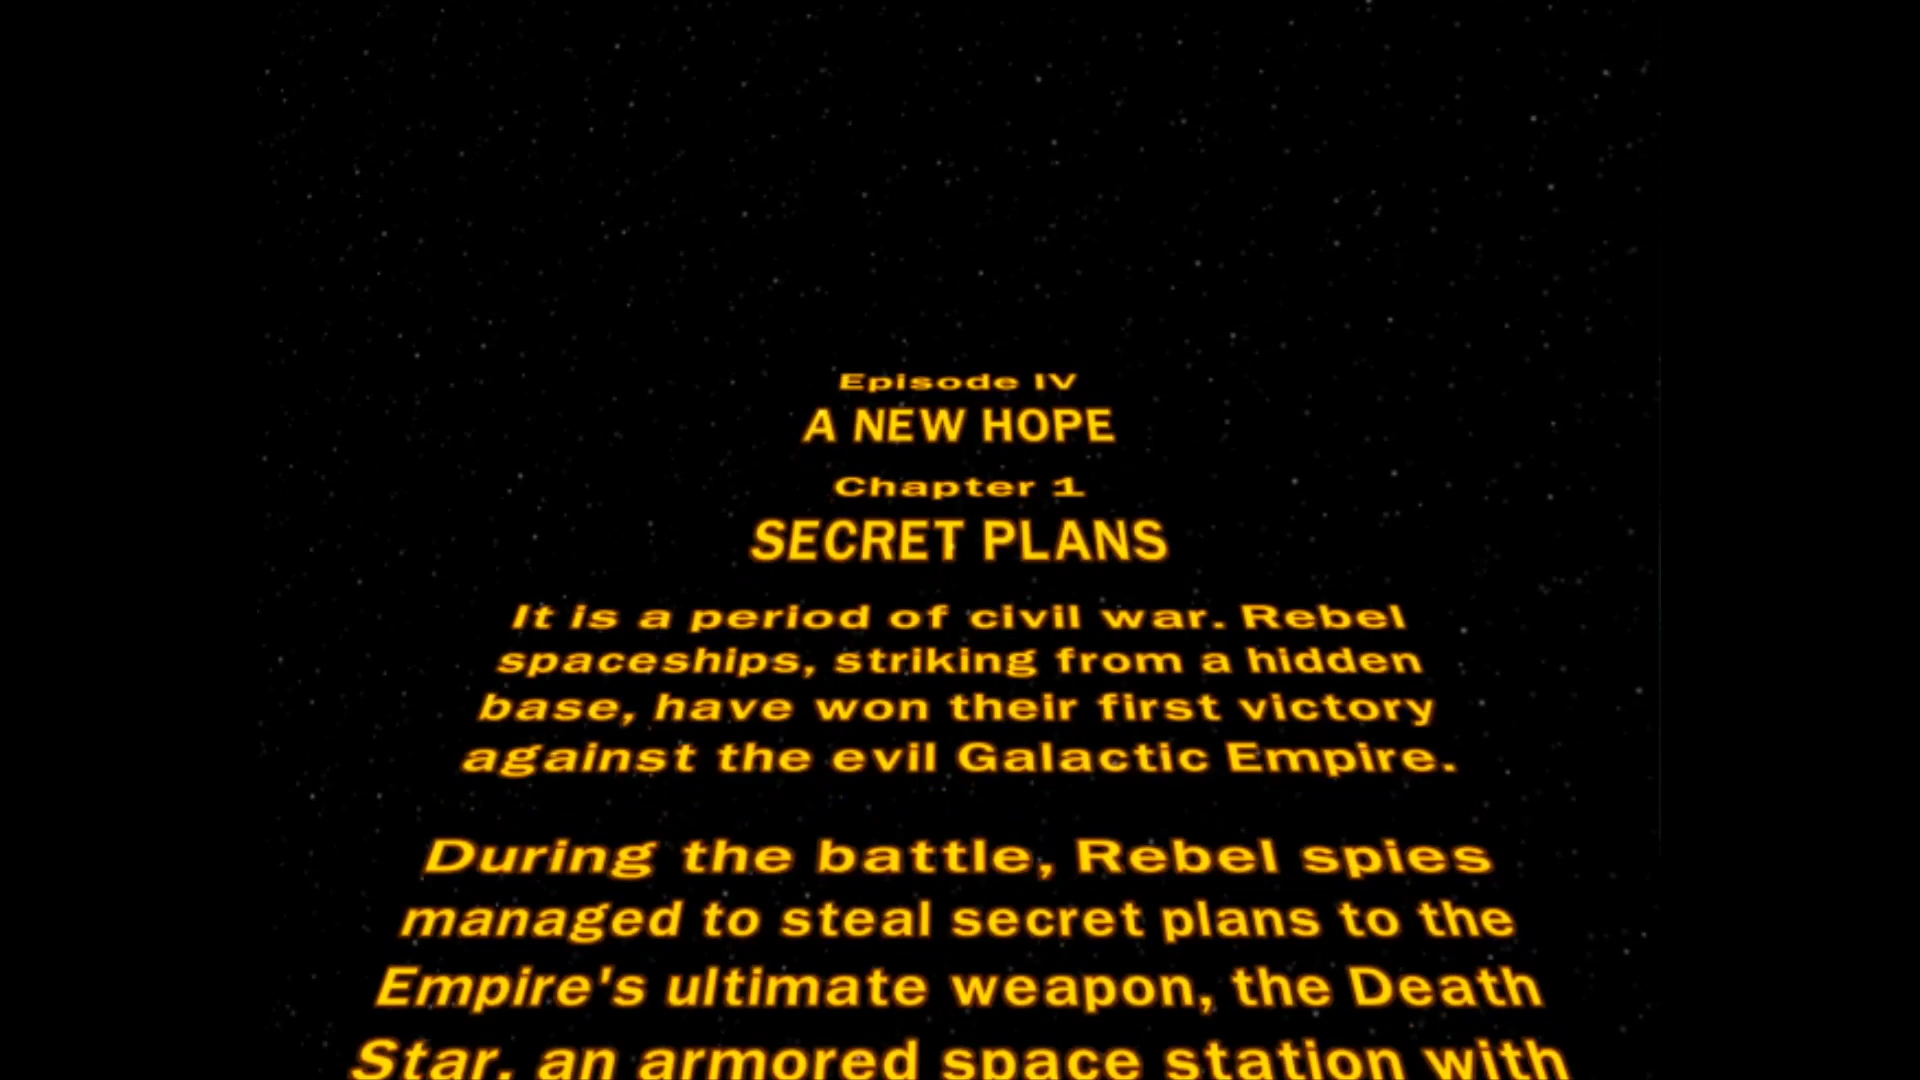 Episode IV
A NEW HOPE
Chapter 1
SECRET PLANS
It is a period of civil war. Rebel
spaceships, striking from a hidden
base, have won their first victory
against the evil Galactic Empire.
During the battle, Rebel spies
managed to steal secret plans to the
Empire's ultimate weapon, the Death
Star, an armored space station with